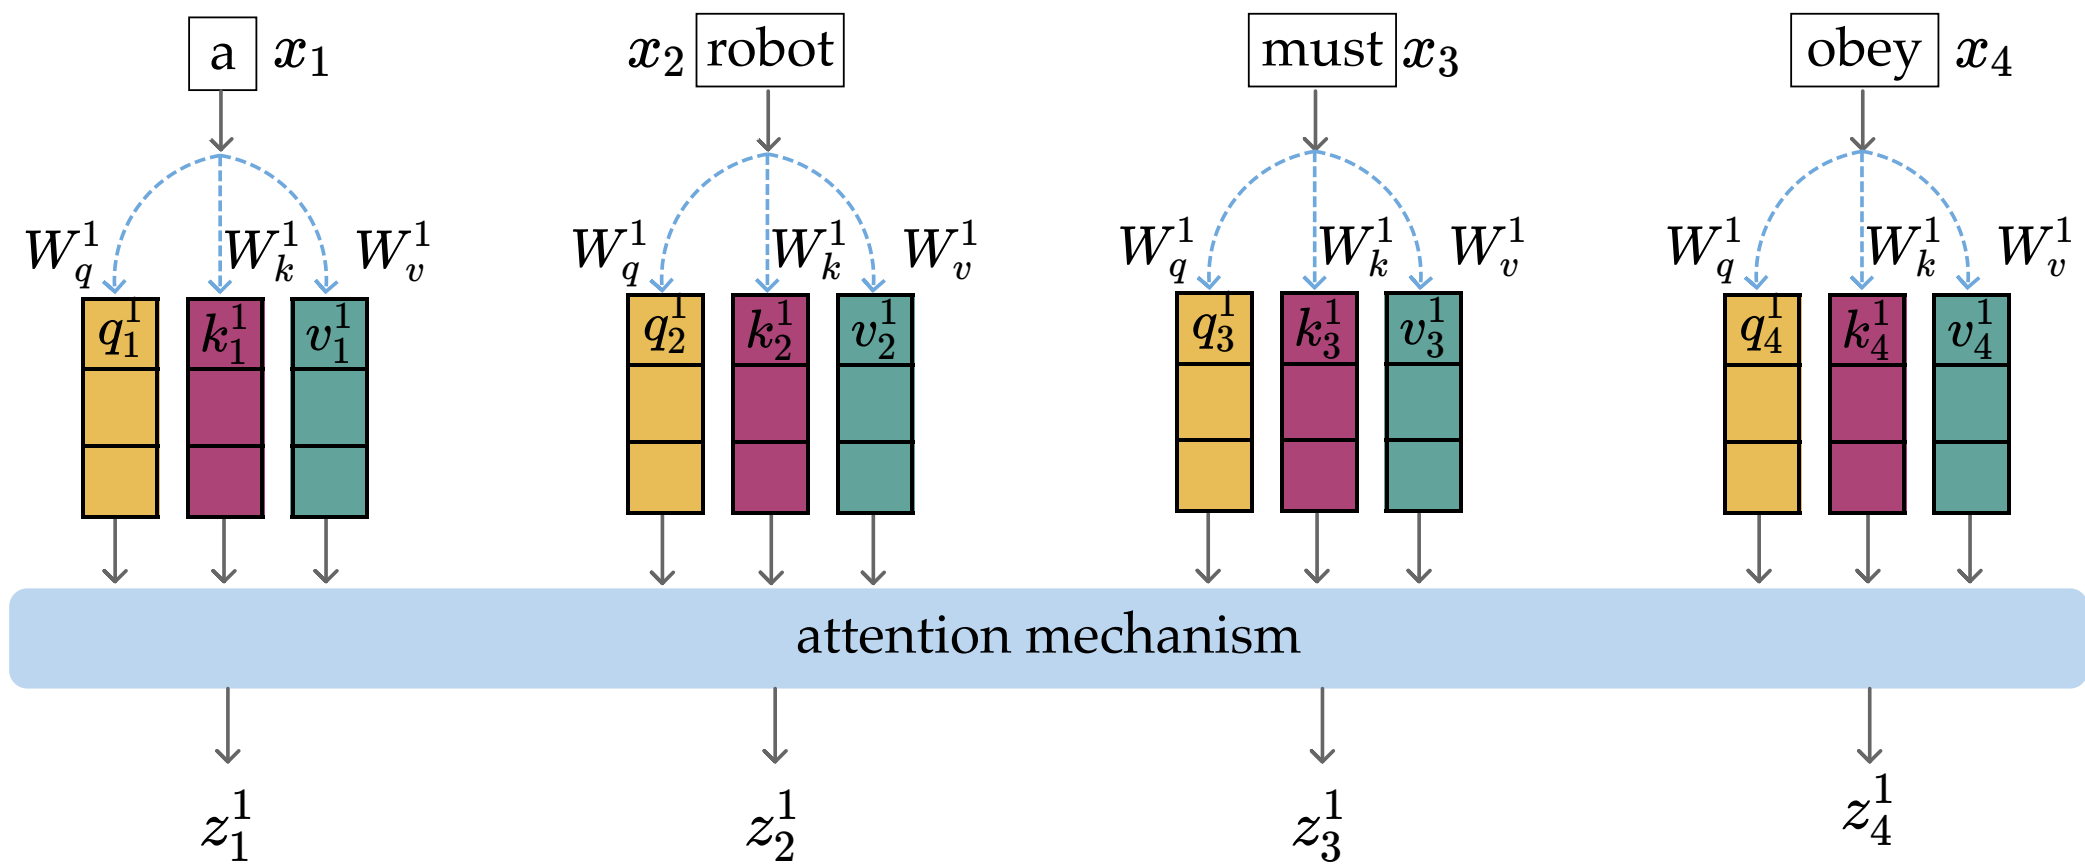 a x₁ x₂ robot must x₃ obey x₄
W_q^1 W_k^1 W_v^1 W_q^1 W_k^1 W_v^1 W_q^1 W_k^1 W_v^1 W_q^1 W_k^1 W_v^1
q_1^1 k_1^1 v_1^1 q_2^1 k_2^1 v_2^1 q_3^1 k_3^1 v_3^1 q_4^1 k_4^1 v_4^1
attention mechanism
z_1^1 z_2^1 z_3^1 z_4^1